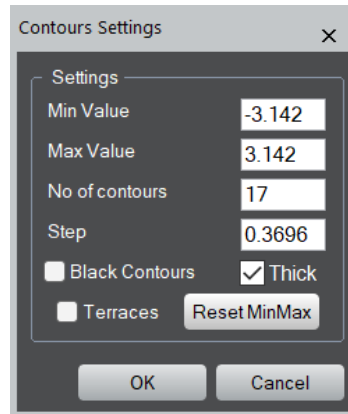 Contours Settings
Settings
Min Value -3.142
Max Value 3.142
No of contours 17
Step 0.3696
Black Contours Thick
Terraces Reset MinMax
OK Cancel